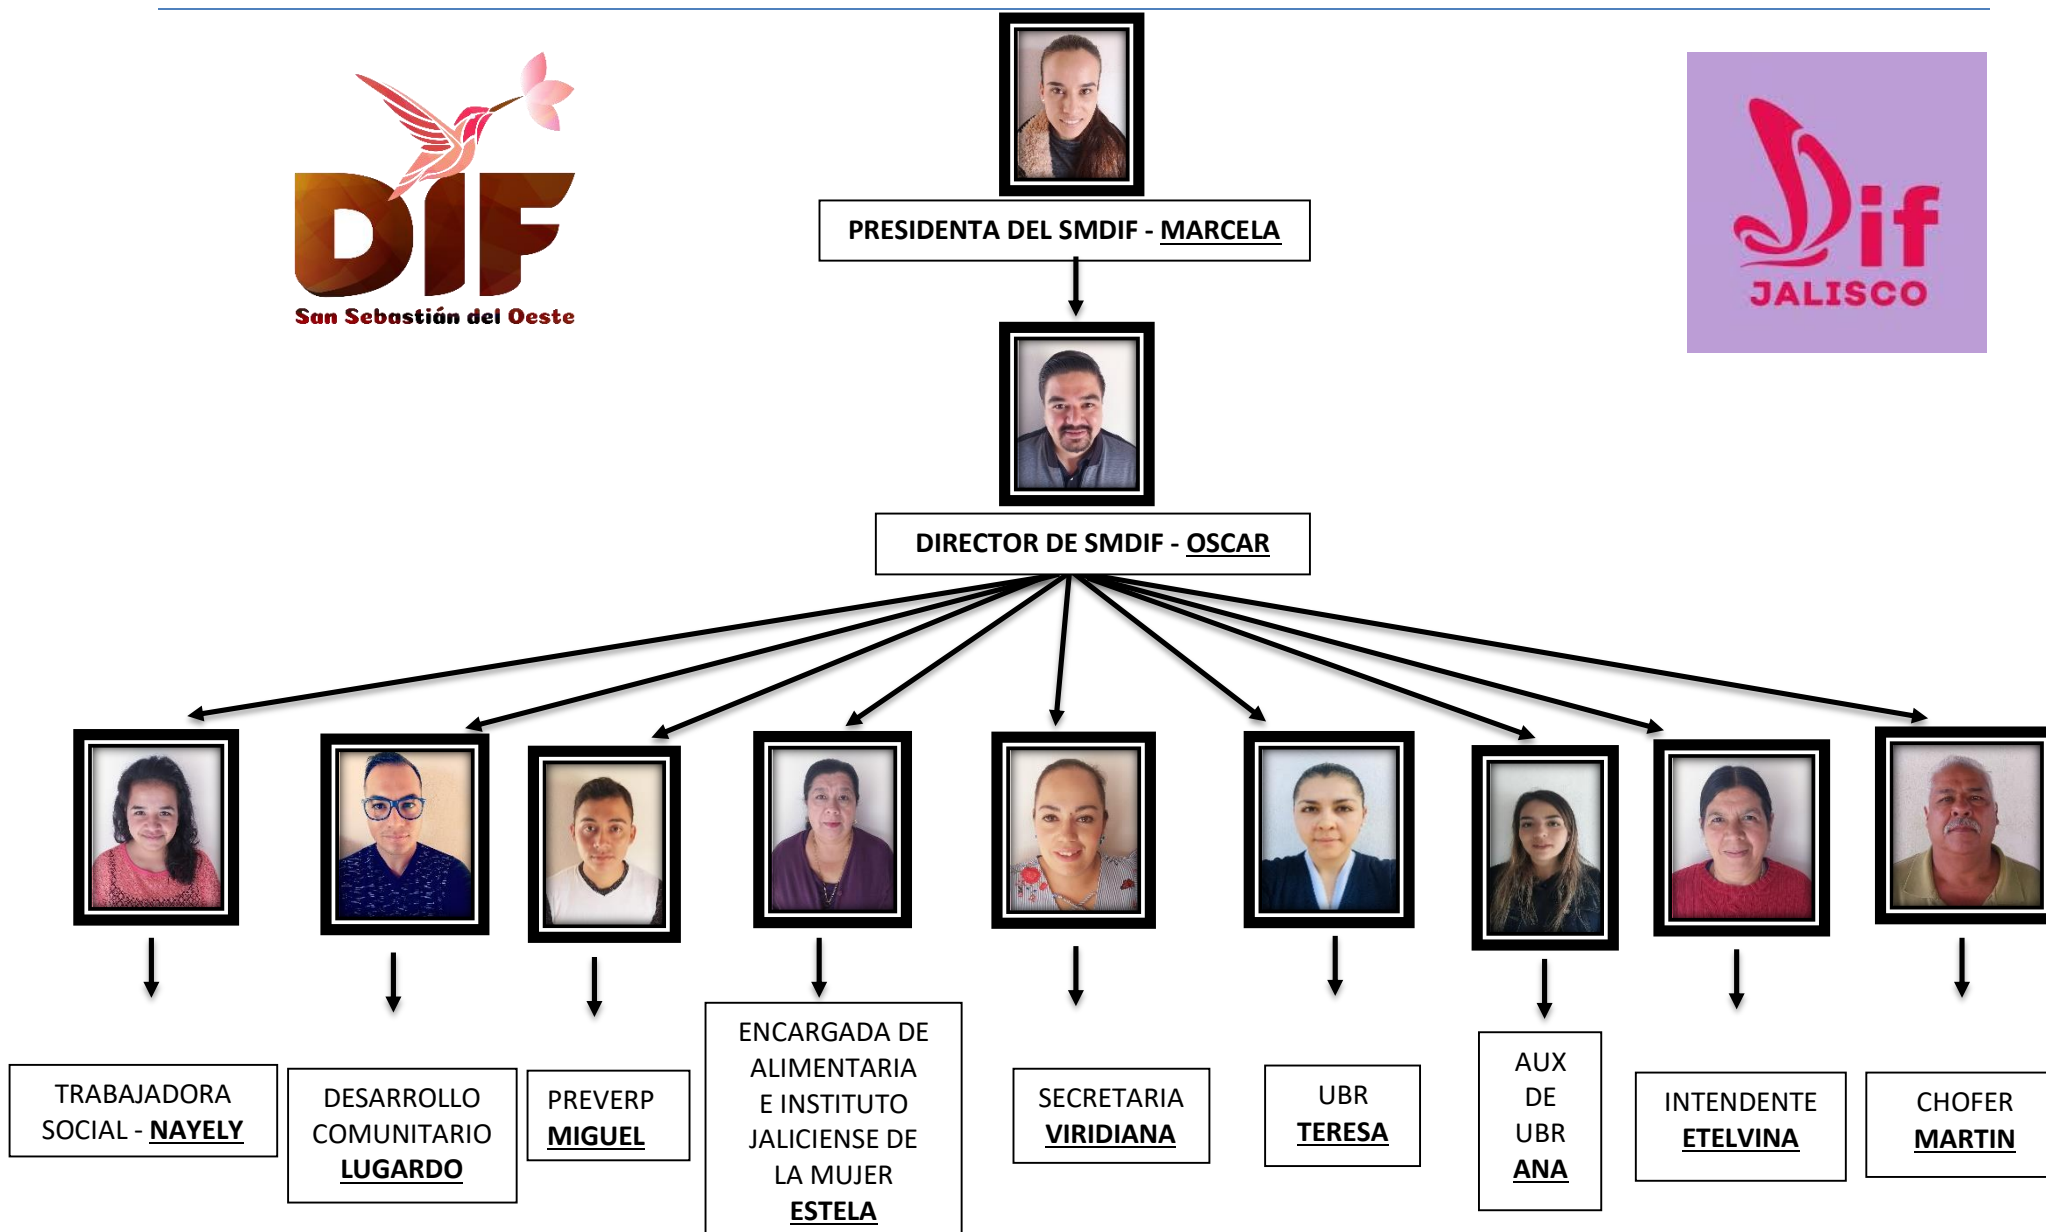 DIF
San Sebastián del Oeste
Dif
JALISCO
PRESIDENTA DEL SMDIF - MARCELA
DIRECTOR DE SMDIF - OSCAR
TRABAJADORA
SOCIAL - NAYELY
DESARROLLO
COMUNITARIO
LUGARDO
PREVERP
MIGUEL
ENCARGADA DE
ALIMENTARIA
E INSTITUTO
JALICIENSE DE
LA MUJER
ESTELA
SECRETARIA
VIRIDIANA
UBR
TERESA
AUX
DE
UBR
ANA
INTENDENTE
ETELVINA
CHOFER
MARTIN